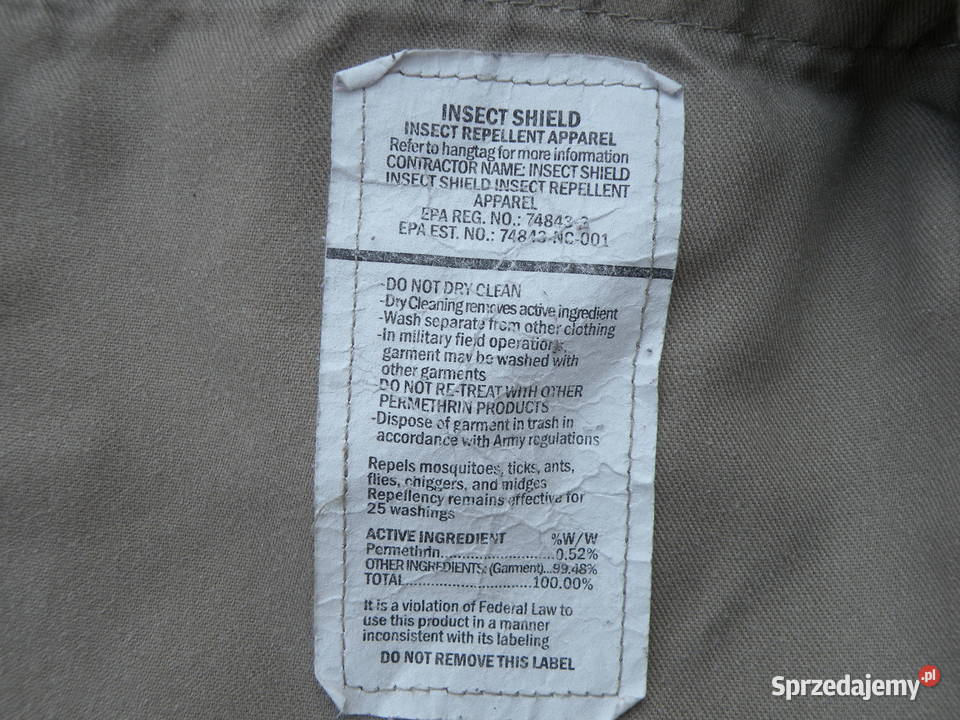 INSECT SHIELD
INSECT REPELLENT APPAREL
Refer to hangtag for more information
CONTRACTOR NAME: INSECT SHIELD
INSECT SHIELD INSECT REPELLENT
APPAREL
EPA REG. NO.: 74843-2
EPA EST. NO.: 74843-NC-001
-DO NOT DRY CLEAN
-Dry Cleaning removes active ingredient
-Wash separate from other clothing
-In military field operations,
garment may be washed with
other garments
-DO NOT RE-TREAT WITH OTHER
PERMETHRIN PRODUCTS
-Dispose of garment in trash in
accordance with Army regulations
Repels mosquitoes, ticks, ants,
flies, chiggers, and midges
Repellency remains effective for
25 washings
ACTIVE INGREDIENT %W/W
Permethrin............................0.52%
OTHER INGREDIENTS: (Garment)...99.48%
TOTAL...............................100.00%
It is a violation of Federal Law to
use this product in a manner
inconsistent with its labeling
DO NOT REMOVE THIS LABEL
Sprzedajemy.pl